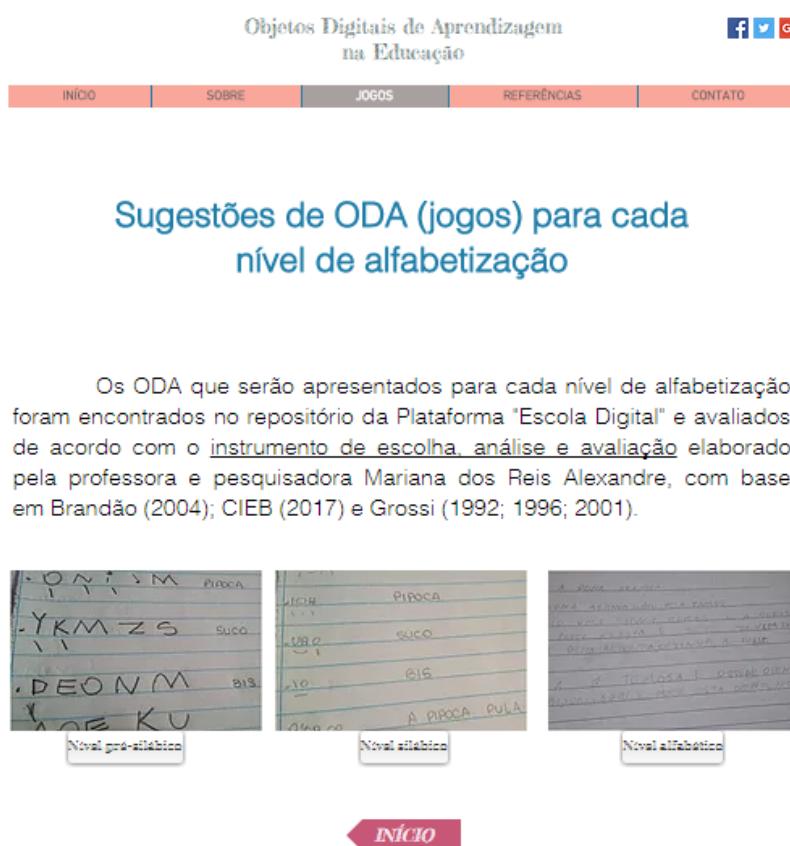 Objetos Digitais de Aprendizagem
na Educação
INÍCIO SOBRE JOGOS REFERÊNCIAS CONTATO
Sugestões de ODA (jogos) para cada
nível de alfabetização
Os ODA que serão apresentados para cada nível de alfabetização
foram encontrados no repositório da Plataforma "Escola Digital" e avaliados
de acordo com o instrumento de escolha, análise e avaliação elaborado
pela professora e pesquisadora Mariana dos Reis Alexandre, com base
em Brandão (2004); CIEB (2017) e Grossi (1992; 1996; 2001).
PIPOCA
YKMZS SUCO
DEONM BIS
PIPOCA
SUCO
BIS
A PIPOCA PULA
Nível pré-silábico
Nível silábico
Nível alfabético
INÍCIO